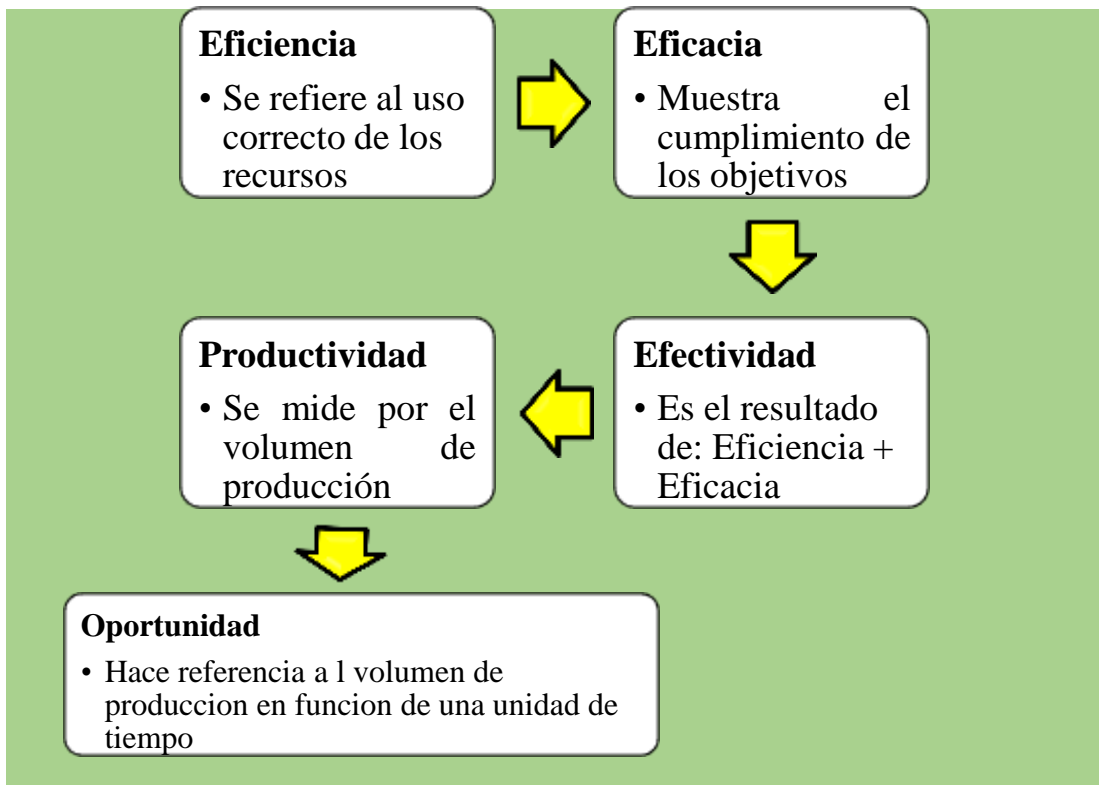 Eficiencia
• Se refiere al uso
correcto de los
recursos
Eficacia
• Muestra el
cumplimiento de
los objetivos
Efectividad
• Es el resultado
de: Eficiencia +
Eficacia
Productividad
• Se mide por el
volumen de
producción
Oportunidad
• Hace referencia a l volumen de
produccion en funcion de una unidad de
tiempo